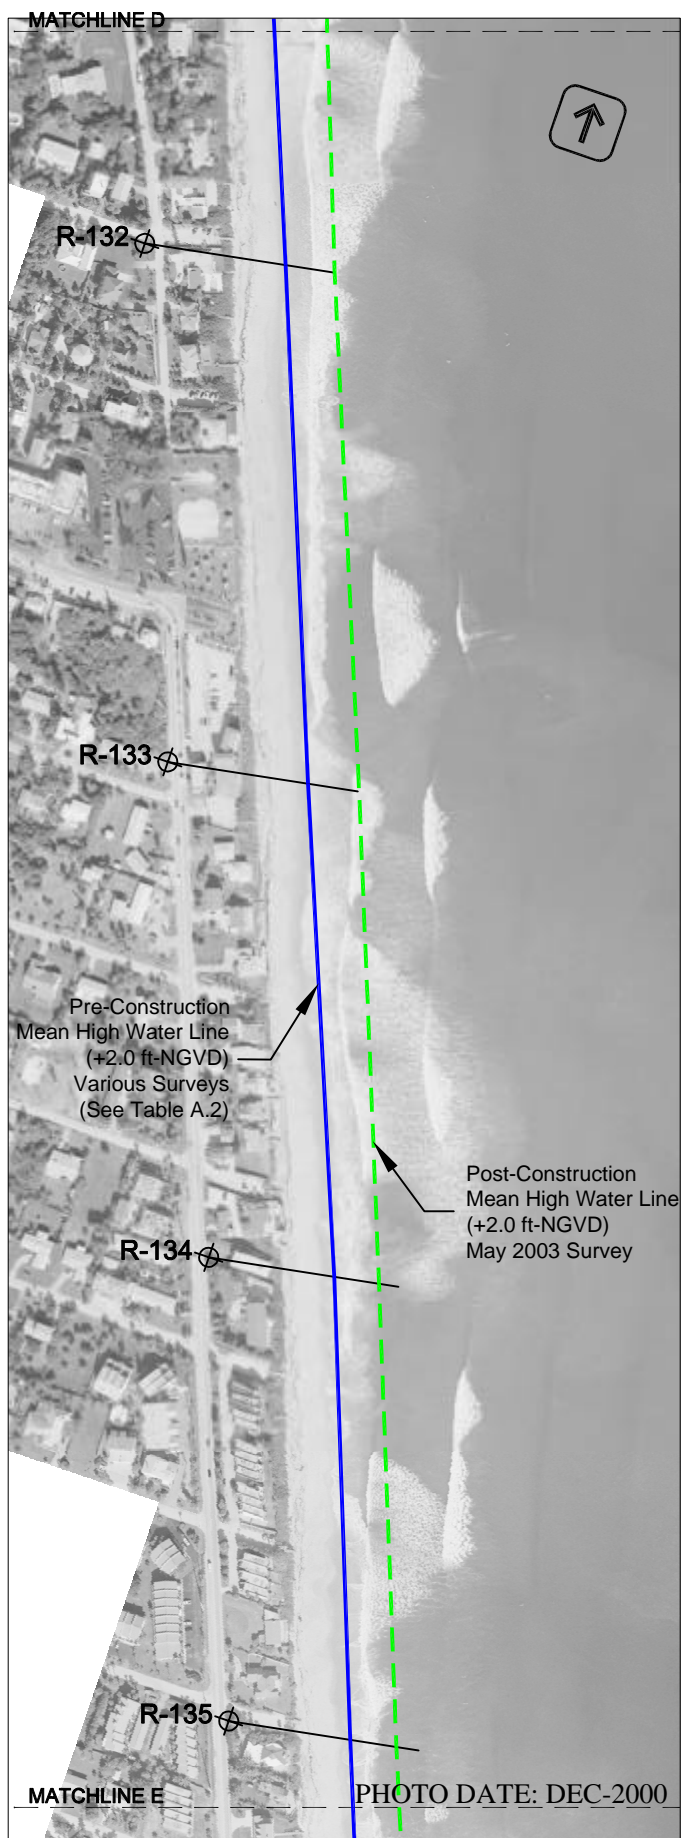 MATCHLINE D
R-132
R-133
Pre-Construction
Mean High Water Line
(+2.0 ft-NGVD)
Various Surveys
(See Table A.2)
Post-Construction
Mean High Water Line
(+2.0 ft-NGVD)
May 2003 Survey
R-134
R-135
MATCHLINE E
PHOTO DATE: DEC-2000